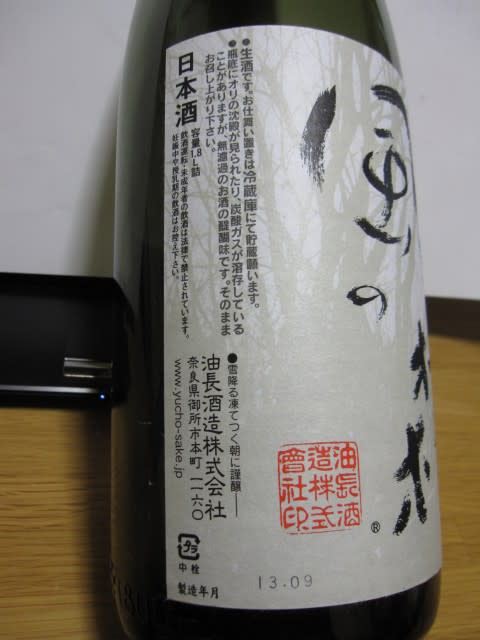 風の森
®
●生酒です。お仕舞い置きは冷蔵庫にて貯蔵願います。
●瓶底にオリの沈殿が見られたり、炭酸ガスが溶存している
ことがありますが、無濾過のお酒の醍醐味です。そのまま
お召し上がり下さい。
日本酒
容量1.8L詰
飲酒運転・未成年者の飲酒は法律で禁止されています。
妊娠中や授乳期の飲酒はお控え下さい。
●雪降る凍てつく朝に謹醸――
油長酒造株式会社
奈良県御所市本町一一六〇
www.yucho-sake.jp
油長酒
造株式
會社印
タラ
中栓
製造年月
13.09